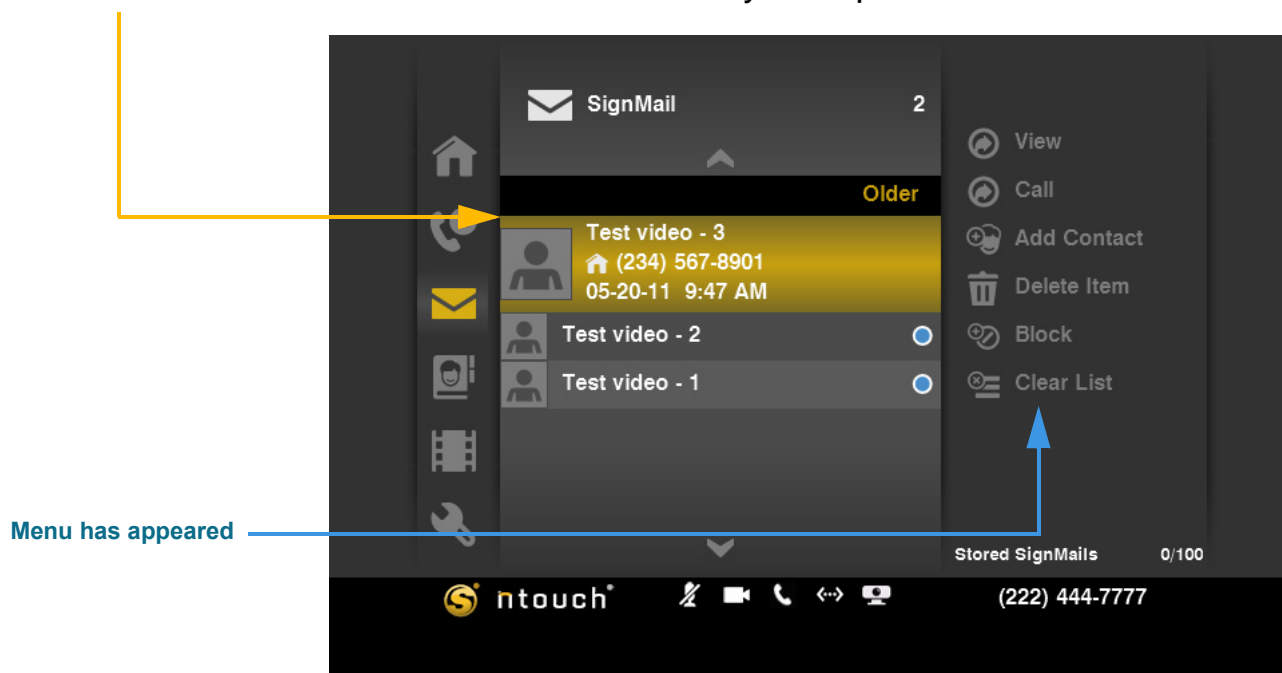 SignMail 2
View
Older
Call
Test video - 3
Add Contact
(234) 567-8901
05-20-11 9:47 AM
Delete Item
Test video - 2
Block
Test video - 1
Clear List
Menu has appeared
Stored SignMails 0/100
ntouch
(222) 444-7777